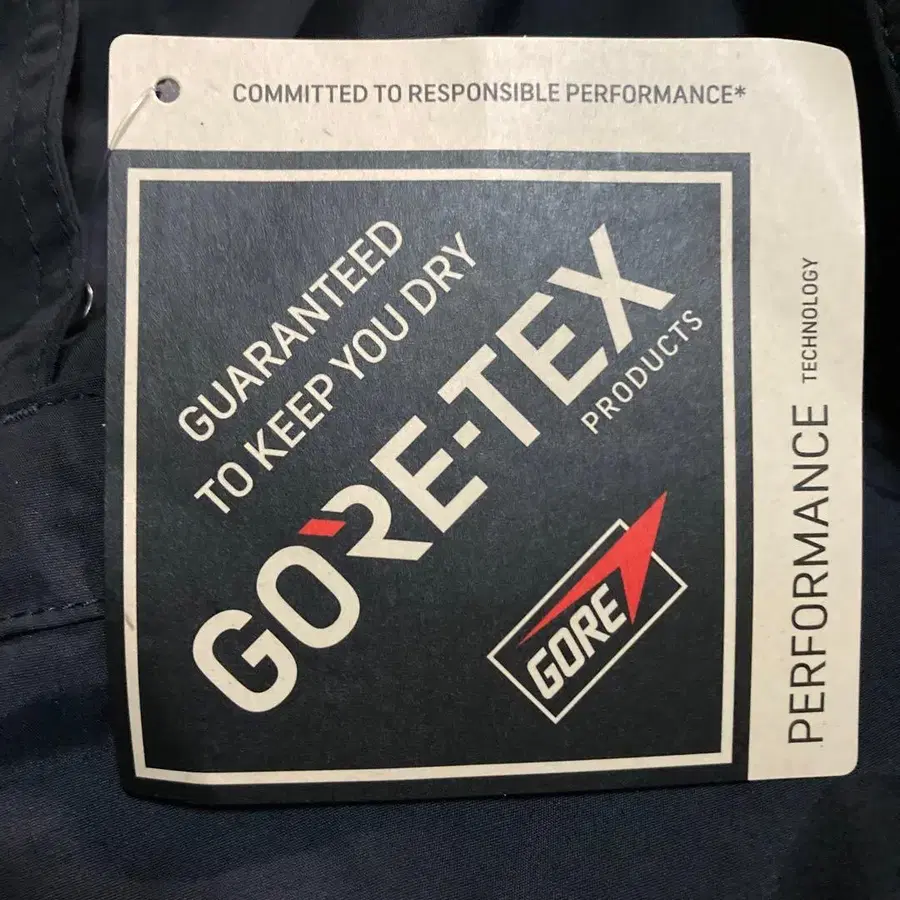 COMMITTED TO RESPONSIBLE PERFORMANCE*
GUARANTEED
TO KEEP YOU DRY
GORE-TEX
PRODUCTS
GORE
PERFORMANCE TECHNOLOGY